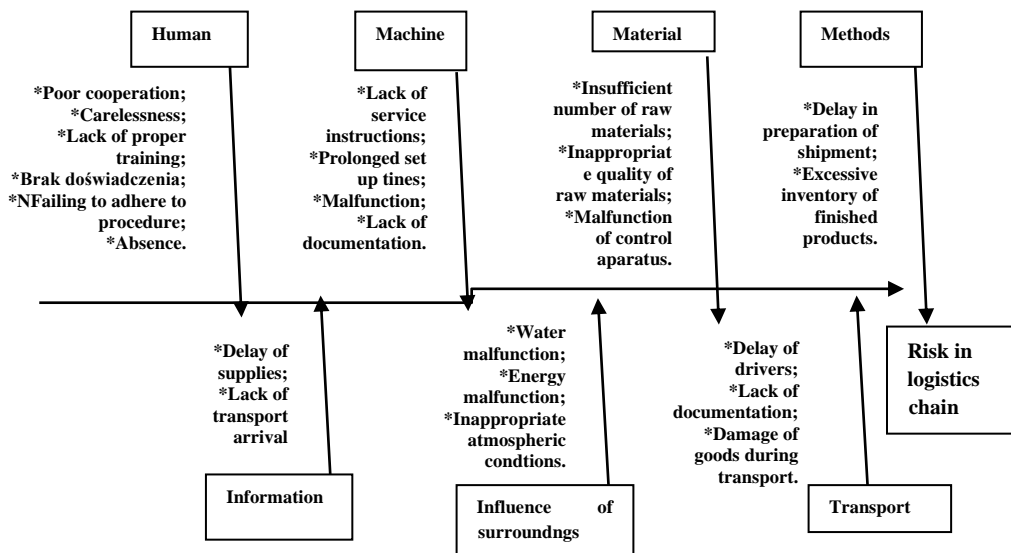 Human
Machine
Material
Methods
*Poor cooperation;
*Carelessness;
*Lack of proper
training;
*Brak doświadczenia;
*NFailing to adhere to
procedure;
*Absence.
*Lack of
service
instructions;
*Prolonged set
up tines;
*Malfunction;
*Lack of
documentation.
*Insufficient
number of raw
materials;
*Inappropriat
e quality of
raw materials;
*Malfunction
of control
aparatus.
*Delay in
preparation of
shipment;
*Excessive
inventory of
finished
products.
*Delay of
supplies;
*Lack of
transport
arrival
*Water
malfunction;
*Energy
malfunction;
*Inappropriate
atmospheric
condtions.
*Delay of
drivers;
*Lack of
documentation;
*Damage of
goods during
transport.
Risk in
logistics
chain
Information
Influence of
surroundngs
Transport